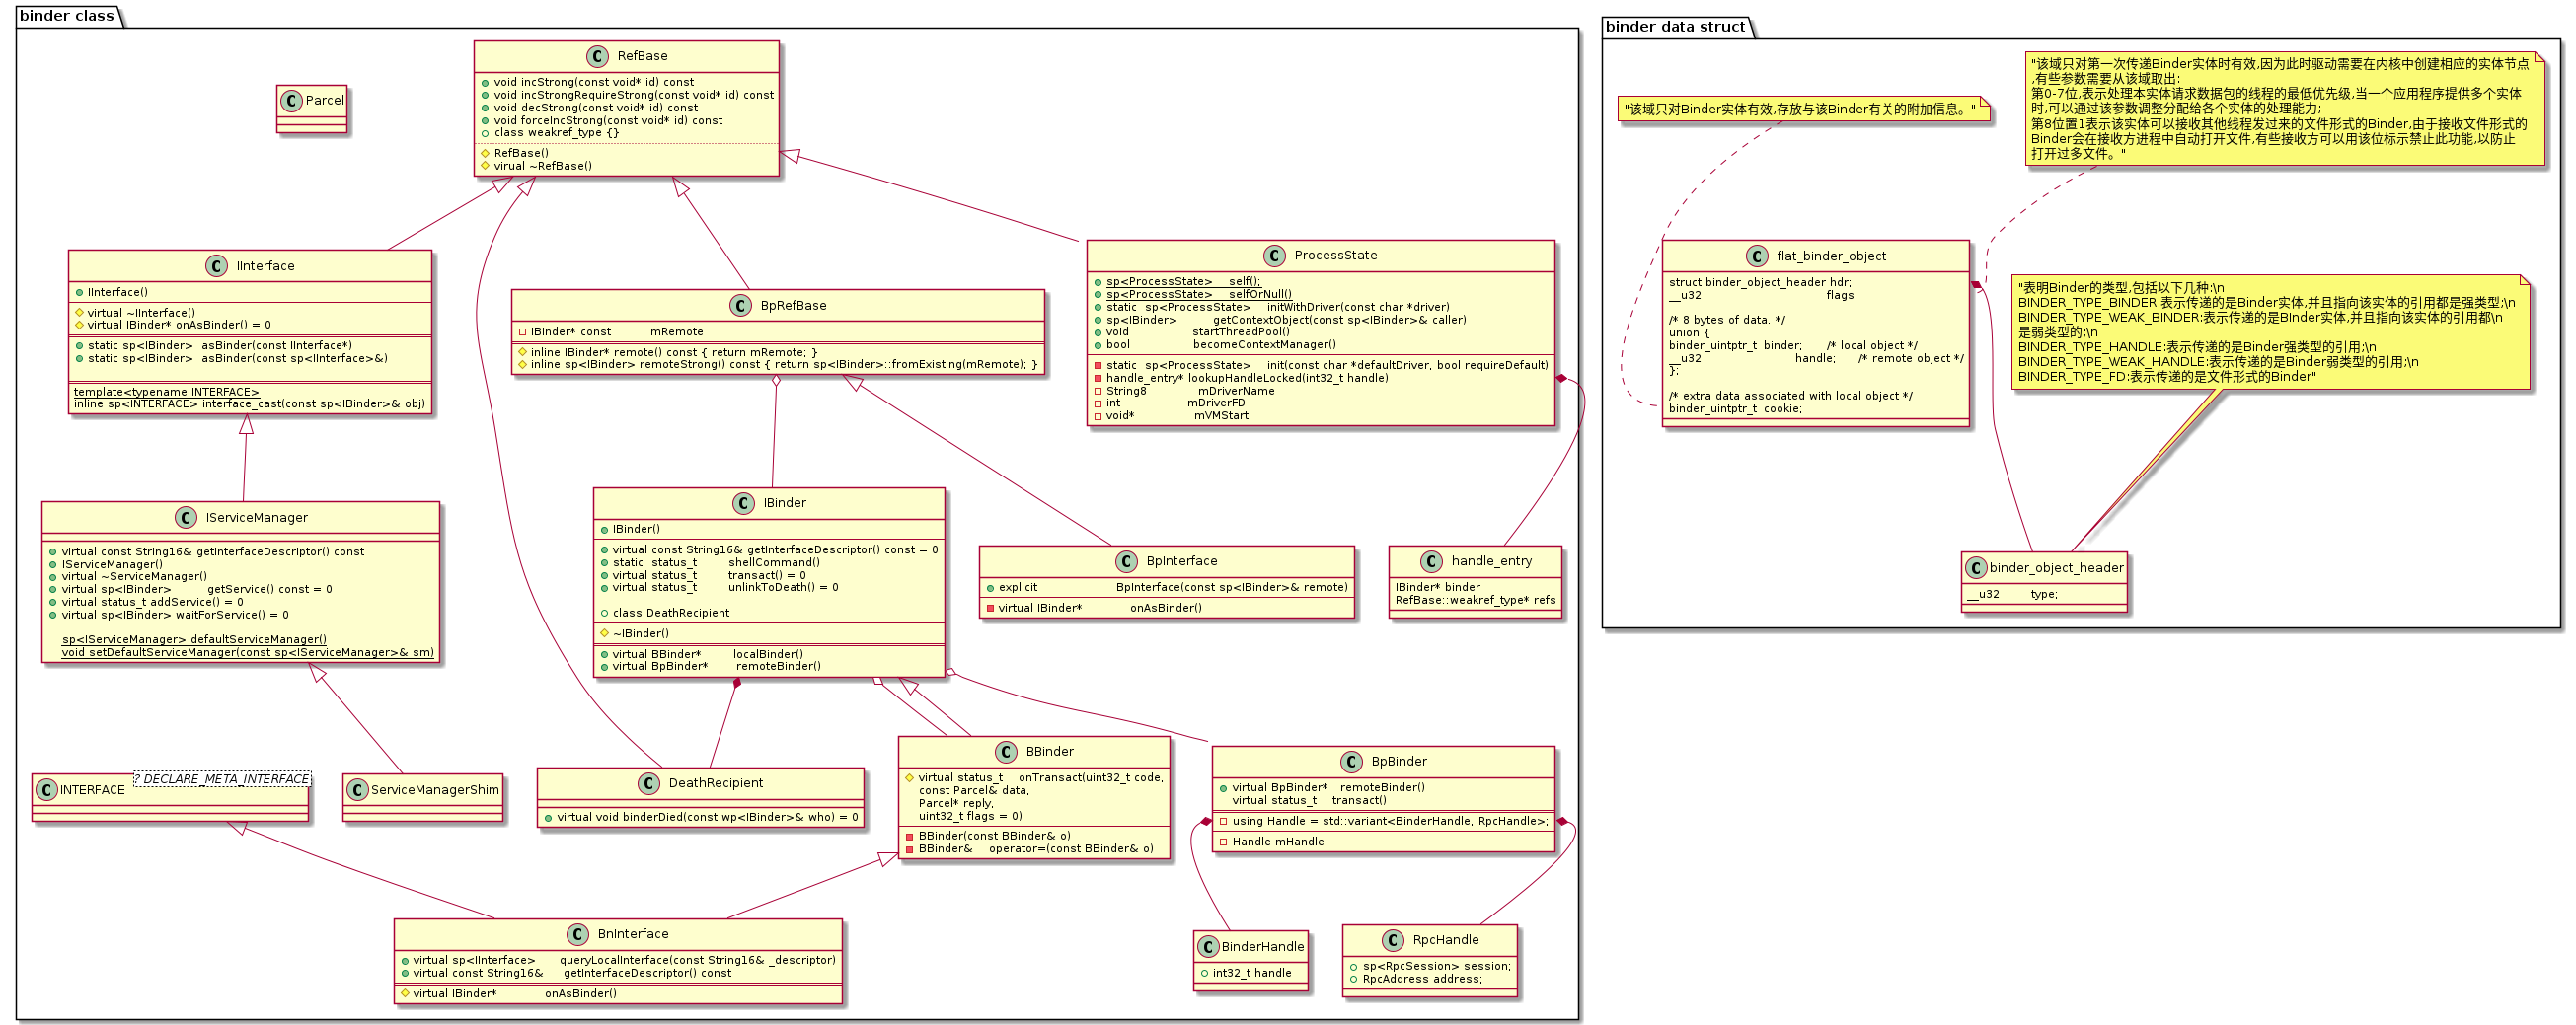 binder class
RefBase
void incStrong(const void* id) const
void incStrongRequireStrong(const void* id) const
void decStrong(const void* id) const
void forceIncStrong(const void* id) const
class weakref_type {}
RefBase()
virual ~RefBase()
Parcel
IInterface
IInterface()
virtual ~IInterface()
virtual IBinder* onAsBinder() = 0
static sp<IBinder> asBinder(const IInterface*)
static sp<IBinder> asBinder(const sp<IInterface>&)
template<typename INTERFACE>
inline sp<INTERFACE> interface_cast(const sp<IBinder>& obj)
BpRefBase
IBinder* const mRemote
inline IBinder* remote() const { return mRemote; }
inline sp<IBinder> remoteStrong() const { return sp<IBinder>::fromExisting(mRemote); }
ProcessState
sp<ProcessState> self();
sp<ProcessState> selfOrNull()
static sp<ProcessState> initWithDriver(const char *driver)
sp<IBinder> getContextObject(const sp<IBinder>& caller)
void startThreadPool()
bool becomeContextManager()
static sp<ProcessState> init(const char *defaultDriver, bool requireDefault)
handle_entry* lookupHandleLocked(int32_t handle)
String8 mDriverName
int mDriverFD
void* mVMStart
IServiceManager
virtual const String16& getInterfaceDescriptor() const
IServiceManager()
virtual ~ServiceManager()
virtual sp<IBinder> getService() const = 0
virtual status_t addService() = 0
virtual sp<IBinder> waitForService() = 0
sp<IServiceManager> defaultServiceManager()
void setDefaultServiceManager(const sp<IServiceManager>& sm)
IBinder
IBinder()
virtual const String16& getInterfaceDescriptor() const = 0
static status_t shellCommand()
virtual status_t transact() = 0
virtual status_t unlinkToDeath() = 0
class DeathRecipient
~IBinder()
virtual BBinder* localBinder()
virtual BpBinder* remoteBinder()
BpInterface
explicit BpInterface(const sp<IBinder>& remote)
virtual IBinder* onAsBinder()
handle_entry
IBinder* binder
RefBase::weakref_type* refs
INTERFACE
? DECLARE_META_INTERFACE
ServiceManagerShim
DeathRecipient
virtual void binderDied(const wp<IBinder>& who) = 0
BBinder
virtual status_t onTransact(uint32_t code,
const Parcel& data,
Parcel* reply,
uint32_t flags = 0)
BBinder(const BBinder& o)
BBinder& operator=(const BBinder& o)
BpBinder
virtual BpBinder* remoteBinder()
virtual status_t transact()
using Handle = std::variant<BinderHandle, RpcHandle>;
Handle mHandle;
BnInterface
virtual sp<IInterface> queryLocalInterface(const String16& _descriptor)
virtual const String16& getInterfaceDescriptor() const
virtual IBinder* onAsBinder()
BinderHandle
int32_t handle
RpcHandle
sp<RpcSession> session;
RpcAddress address;
binder data struct
"该域只对Binder实体有效,存放与该Binder有关的附加信息。"
"该域只对第一次传递Binder实体时有效,因为此时驱动需要在内核中创建相应的实体节点
,有些参数需要从该域取出:
第0-7位,表示处理本实体请求数据包的线程的最低优先级,当一个应用程序提供多个实体
时,可以通过该参数调整分配给各个实体的处理能力;
第8位置1表示该实体可以接收其他线程发过来的文件形式的Binder,由于接收文件形式的
Binder会在接收方进程中自动打开文件,有些接收方可以用该位标示禁止此功能,以防止
打开过多文件。"
flat_binder_object
struct binder_object_header hdr;
__u32 flags;
/* 8 bytes of data. */
union {
binder_uintptr_t binder; /* local object */
__u32 handle; /* remote object */
};
/* extra data associated with local object */
binder_uintptr_t cookie;
"表明Binder的类型,包括以下几种:\n
BINDER_TYPE_BINDER:表示传递的是Binder实体,并且指向该实体的引用都是强类型;\n
BINDER_TYPE_WEAK_BINDER:表示传递的是BInder实体,并且指向该实体的引用都\n
是弱类型的;\n
BINDER_TYPE_HANDLE:表示传递的是Binder强类型的引用;\n
BINDER_TYPE_WEAK_HANDLE:表示传递的是Binder弱类型的引用;\n
BINDER_TYPE_FD:表示传递的是文件形式的Binder"
binder_object_header
__u32 type;